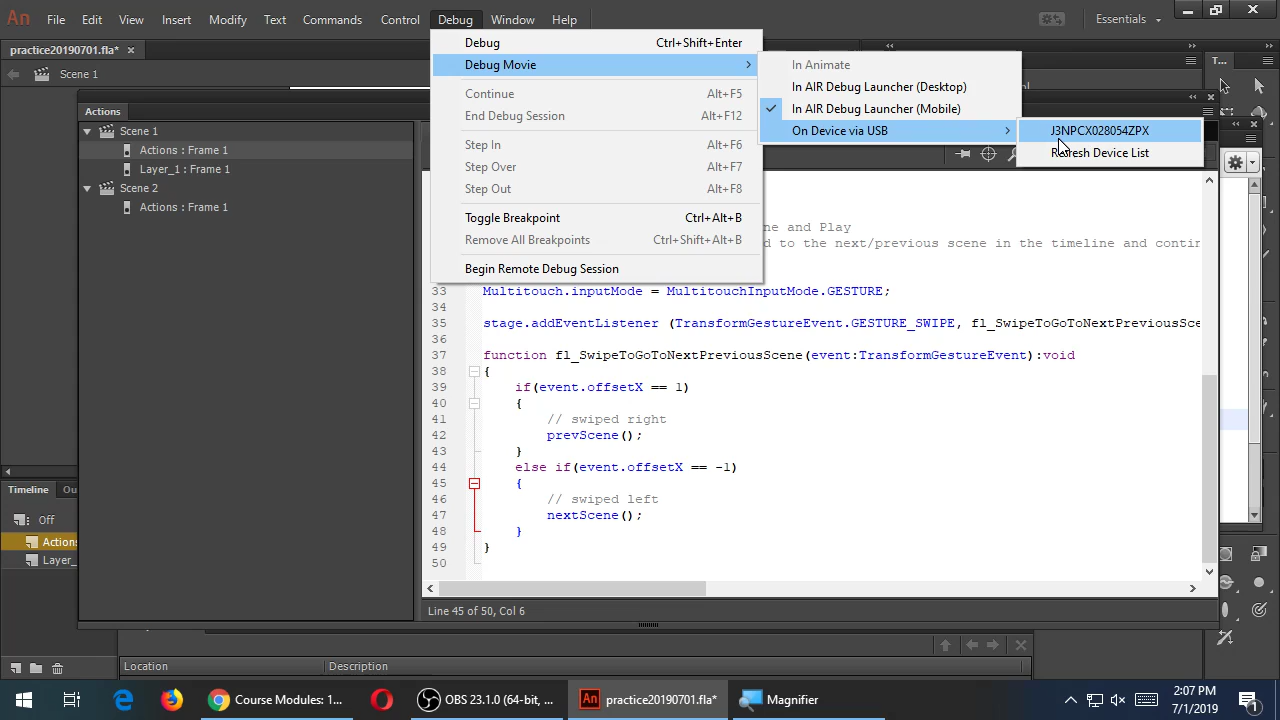 An File Edit View Insert Modify Text Commands Control Debug Window Help Essentials
practice20190701.fla* ×
Scene 1
Debug Ctrl+Shift+Enter
Debug Movie
Continue Alt+F5
End Debug Session Alt+F12
Step In Alt+F6
Step Over Alt+F7
Step Out Alt+F8
Toggle Breakpoint Ctrl+Alt+B
Remove All Breakpoints Ctrl+Shift+Alt+B
Begin Remote Debug Session
In Animate
In AIR Debug Launcher (Desktop)
In AIR Debug Launcher (Mobile)
On Device via USB
J3NPCX028054ZPX
Refresh Device List
T...
Actions
Scene 1
Actions : Frame 1
Layer_1 : Frame 1
Scene 2
Actions : Frame 1
ne and Play
d to the next/previous scene in the timeline and contin
33 Multitouch.inputMode = MultitouchInputMode.GESTURE;
34
35 stage.addEventListener (TransformGestureEvent.GESTURE_SWIPE, fl_SwipeToGoToNextPreviousSce
36
37 function fl_SwipeToGoToNextPreviousScene(event:TransformGestureEvent):void
38 {
39 if(event.offsetX == 1)
40 {
41 // swiped right
42 prevScene();
43 }
44 else if(event.offsetX == -1)
45 {
46 // swiped left
47 nextScene();
48 }
49 }
50
Line 45 of 50, Col 6
Timeline Ou
Off
Actions
Layer_
Location Description
Course Modules: 1... OBS 23.1.0 (64-bit, ... An practice20190701.fla* Magnifier
2:07 PM
7/1/2019
1